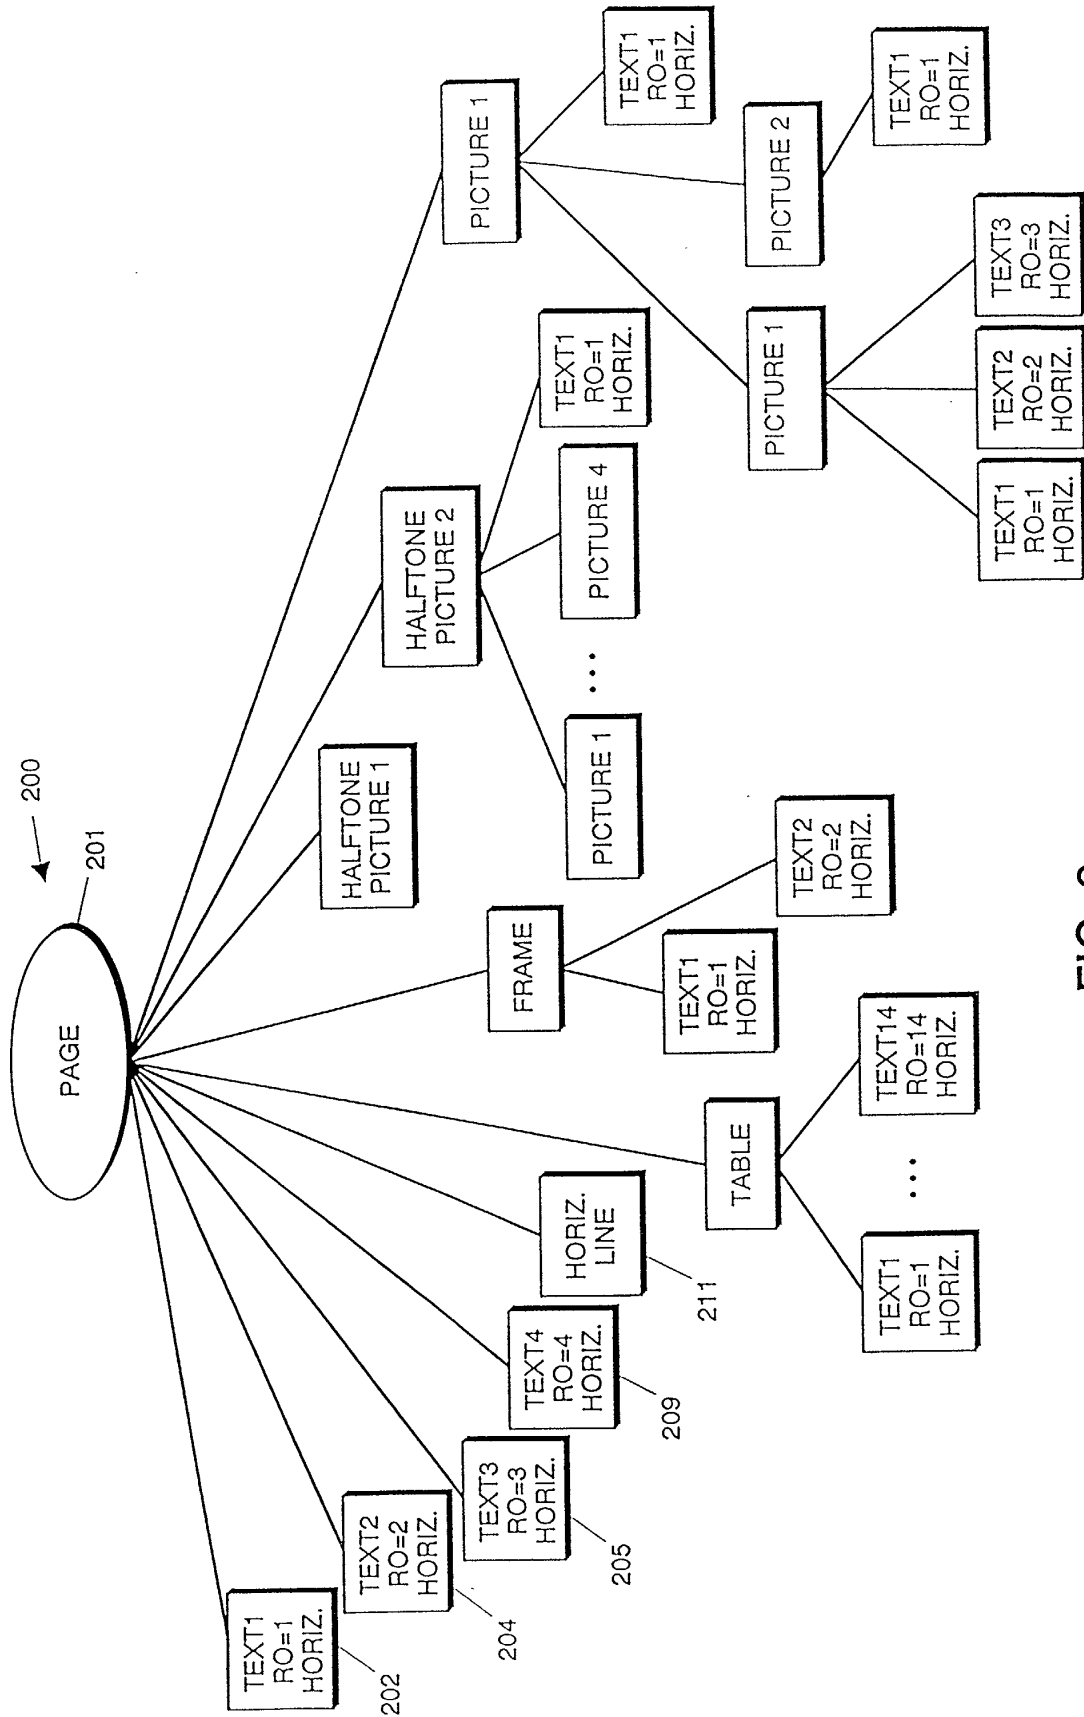 200
201
PAGE
TEXT1
RO=1
HORIZ.
202
TEXT2
RO=2
HORIZ.
204
TEXT3
RO=3
HORIZ.
205
TEXT4
RO=4
HORIZ.
209
HORIZ.
LINE
211
TABLE
TEXT1
RO=1
HORIZ.
...
TEXT14
RO=14
HORIZ.
FRAME
TEXT1
RO=1
HORIZ.
TEXT2
RO=2
HORIZ.
HALFTONE
PICTURE 1
HALFTONE
PICTURE 2
PICTURE 1
...
PICTURE 4
TEXT1
RO=1
HORIZ.
PICTURE 1
PICTURE 1
TEXT1
RO=1
HORIZ.
TEXT2
RO=2
HORIZ.
TEXT3
RO=3
HORIZ.
PICTURE 2
TEXT1
RO=1
HORIZ.
TEXT1
RO=1
HORIZ.
FIG.